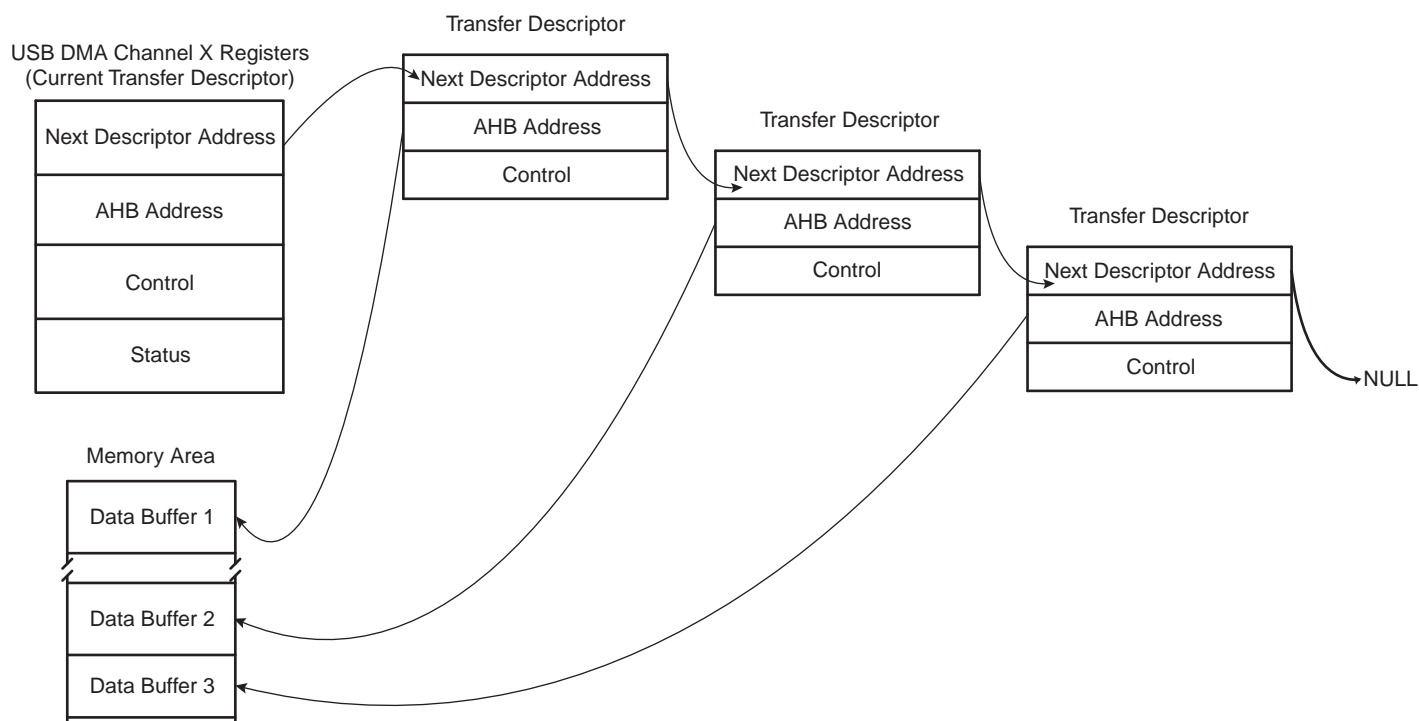 Transfer Descriptor
USB DMA Channel X Registers
(Current Transfer Descriptor)
Next Descriptor Address
AHB Address
Control
Status
Next Descriptor Address
AHB Address
Control
Transfer Descriptor
Next Descriptor Address
AHB Address
Control
Transfer Descriptor
Next Descriptor Address
AHB Address
Control
NULL
Memory Area
Data Buffer 1
Data Buffer 2
Data Buffer 3